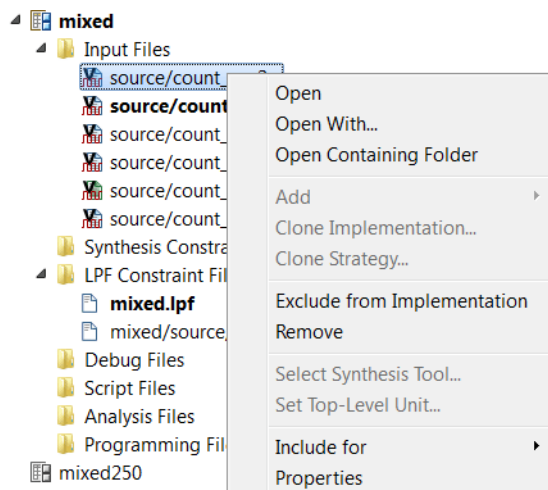 mixed
Input Files
source/count_
source/count
source/count_
source/count_
source/count_
source/count_
Synthesis Constra
LPF Constraint Fil
mixed.lpf
mixed/source
Debug Files
Script Files
Analysis Files
Programming Fil
mixed250
Open
Open With...
Open Containing Folder
Add
Clone Implementation...
Clone Strategy...
Exclude from Implementation
Remove
Select Synthesis Tool...
Set Top-Level Unit...
Include for
Properties